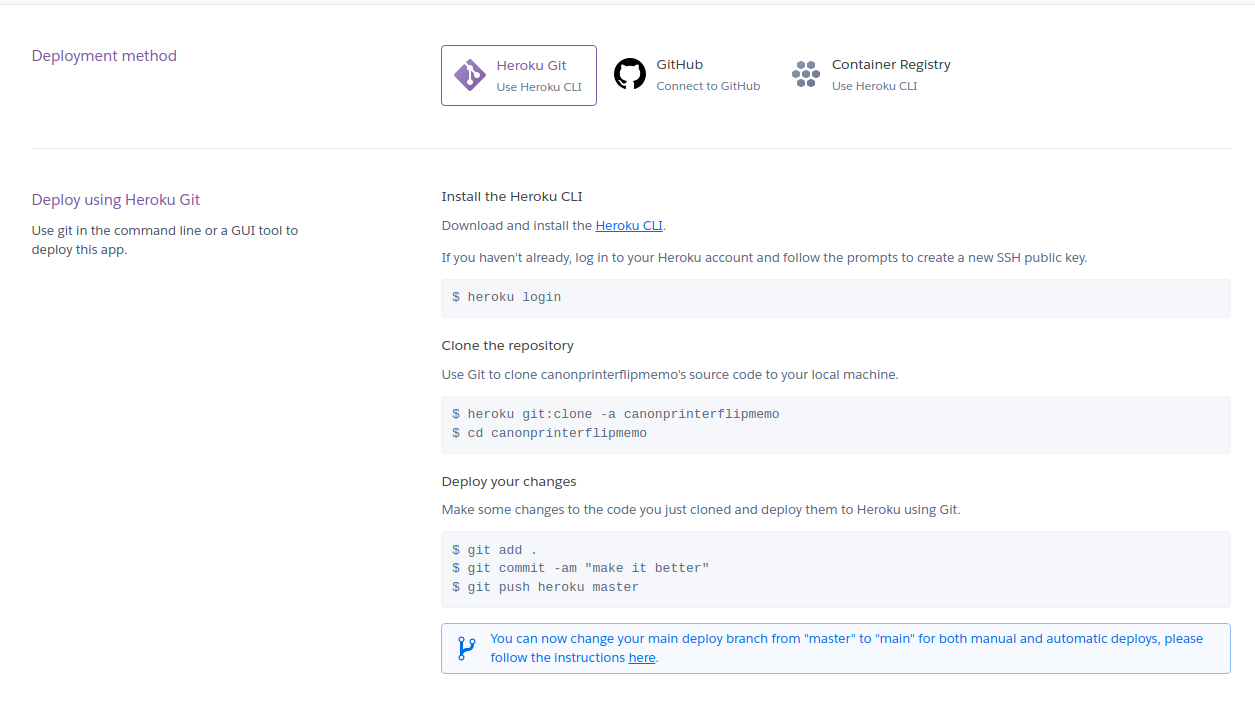 Deployment method
Heroku Git
Use Heroku CLI
GitHub
Connect to GitHub
Container Registry
Use Heroku CLI
Deploy using Heroku Git
Use git in the command line or a GUI tool to
deploy this app.
Install the Heroku CLI
Download and install the Heroku CLI.
If you haven't already, log in to your Heroku account and follow the prompts to create a new SSH public key.
$ heroku login
Clone the repository
Use Git to clone canonprinterflipmemo's source code to your local machine.
$ heroku git:clone -a canonprinterflipmemo
$ cd canonprinterflipmemo
Deploy your changes
Make some changes to the code you just cloned and deploy them to Heroku using Git.
$ git add .
$ git commit -am "make it better"
$ git push heroku master
You can now change your main deploy branch from "master" to "main" for both manual and automatic deploys, please
follow the instructions here.